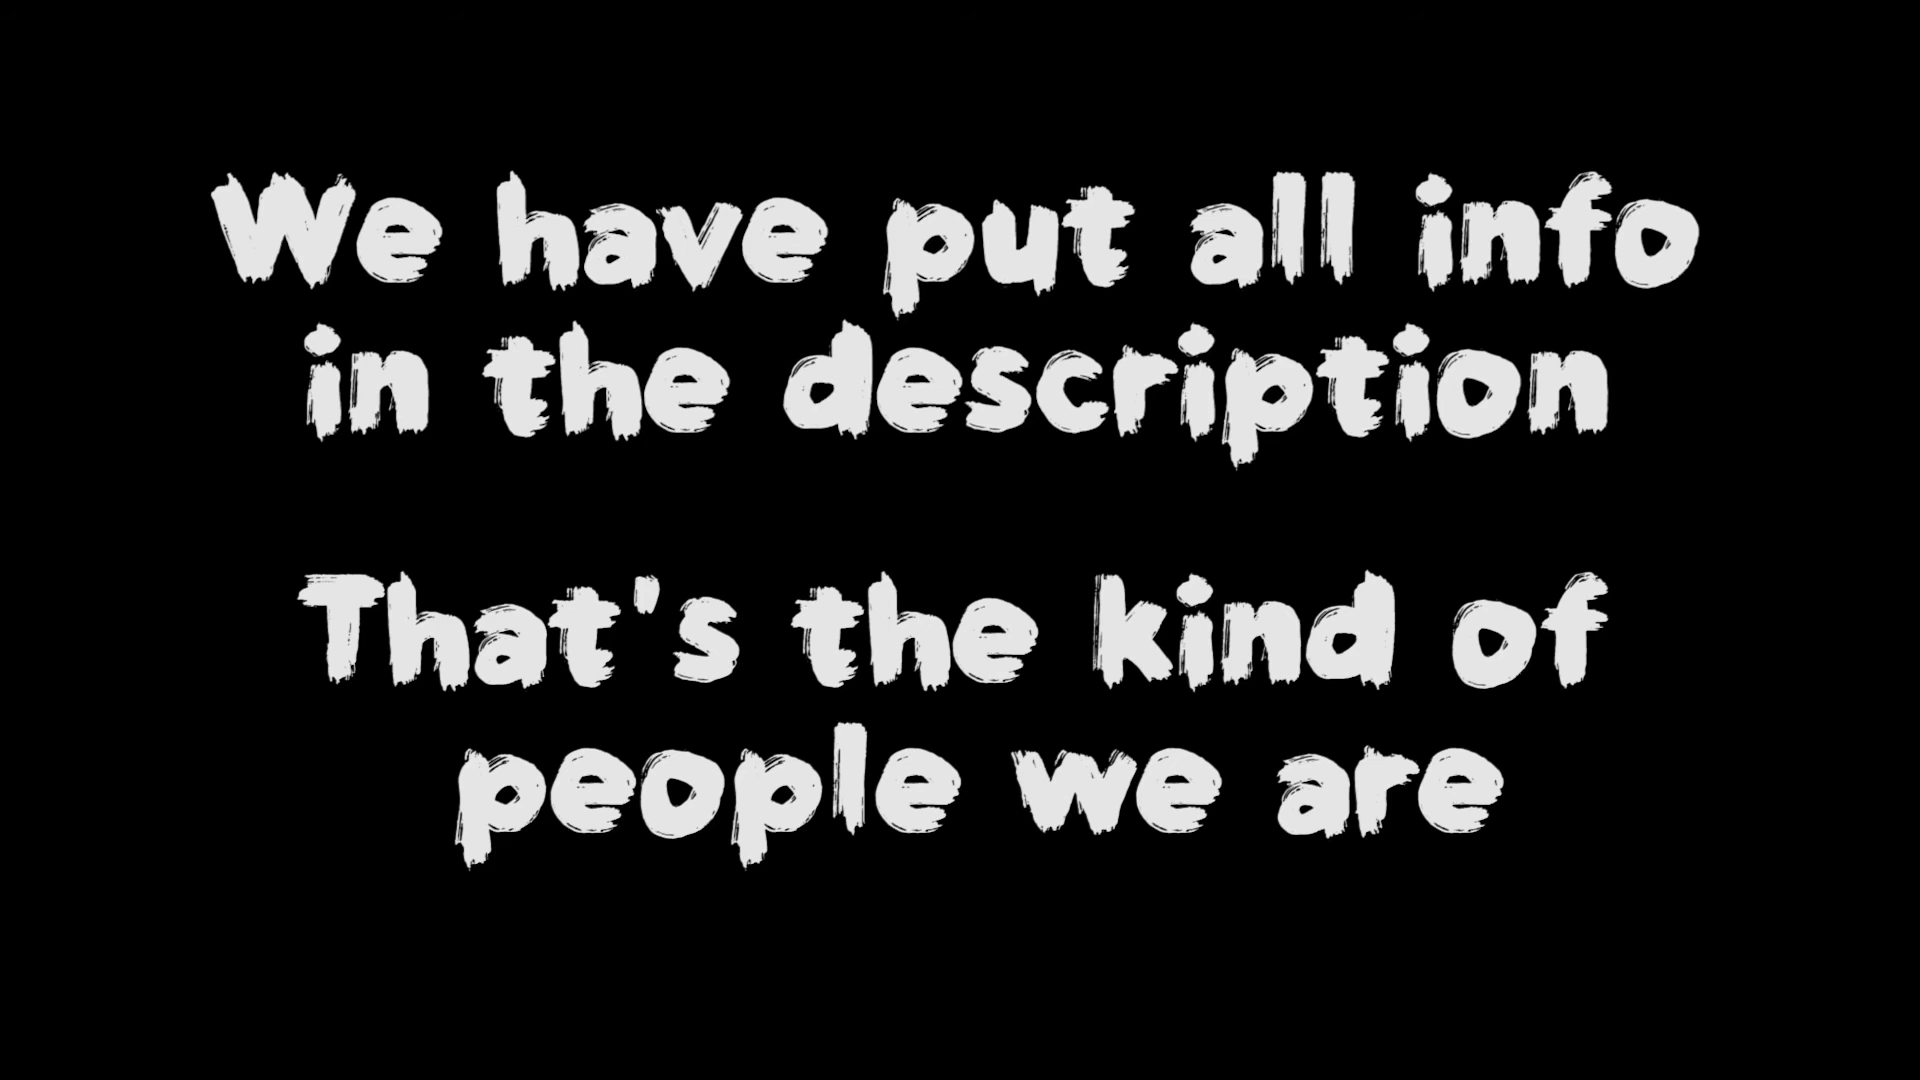 We have put all info
in the description
That's the kind of
people we are